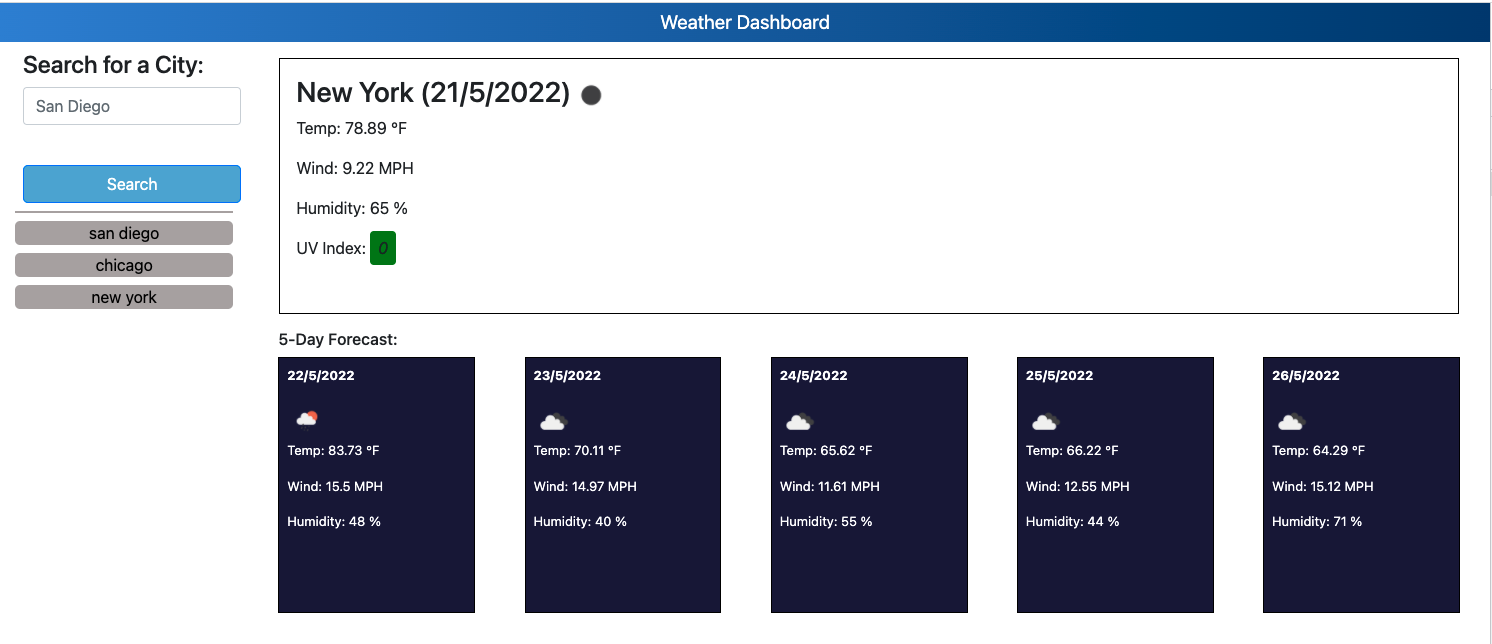 Weather Dashboard
Search for a City:
San Diego
Search
san diego
chicago
new york
New York (21/5/2022)
Temp: 78.89 °F
Wind: 9.22 MPH
Humidity: 65 %
UV Index: 0
5-Day Forecast:
22/5/2022
Temp: 83.73 °F
Wind: 15.5 MPH
Humidity: 48 %
23/5/2022
Temp: 70.11 °F
Wind: 14.97 MPH
Humidity: 40 %
24/5/2022
Temp: 65.62 °F
Wind: 11.61 MPH
Humidity: 55 %
25/5/2022
Temp: 66.22 °F
Wind: 12.55 MPH
Humidity: 44 %
26/5/2022
Temp: 64.29 °F
Wind: 15.12 MPH
Humidity: 71 %